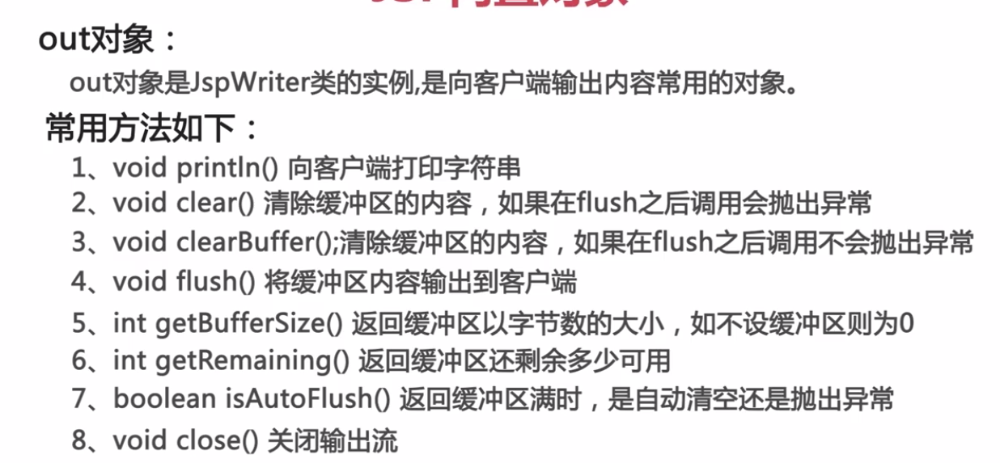 out对象：
out对象是JspWriter类的实例,是向客户端输出内容常用的对象。
常用方法如下：
1、void println() 向客户端打印字符串
2、void clear() 清除缓冲区的内容，如果在flush之后调用会抛出异常
3、void clearBuffer();清除缓冲区的内容，如果在flush之后调用不会抛出异常
4、void flush() 将缓冲区内容输出到客户端
5、int getBufferSize() 返回缓冲区以字节数的大小，如不设缓冲区则为0
6、int getRemaining() 返回缓冲区还剩余多少可用
7、boolean isAutoFlush() 返回缓冲区满时，是自动清空还是抛出异常
8、void close() 关闭输出流